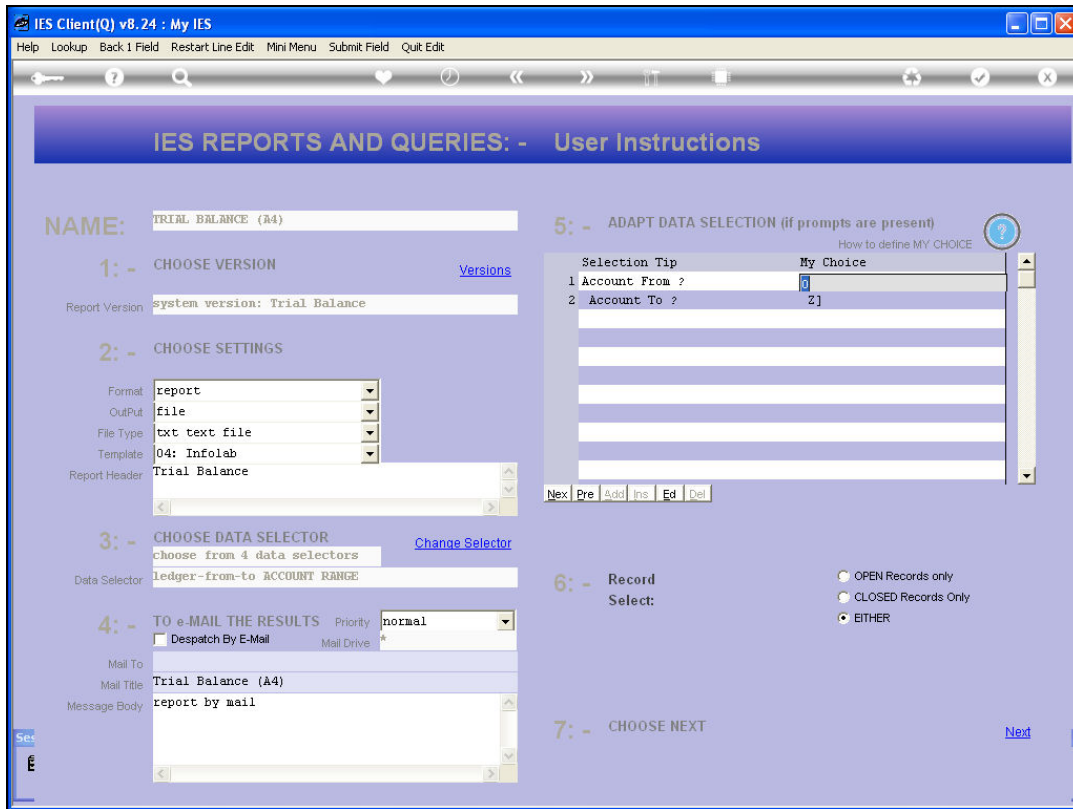 IES Client(Q) v8.24 : My IES
Help Lookup Back 1 Field Restart Line Edit Mini Menu Submit Field Quit Edit
IES REPORTS AND QUERIES: - User Instructions
NAME: TRIAL BALANCE (A4)
1: - CHOOSE VERSION Versions
Report Version system version: Trial Balance
2: - CHOOSE SETTINGS
Format report
OutPut file
File Type txt text file
Template 04: Infolab
Report Header Trial Balance
3: - CHOOSE DATA SELECTOR Change Selector
choose from 4 data selectors
Data Selector ledger-from-to ACCOUNT RANGE
4: - TO e-MAIL THE RESULTS Priority normal
Despatch By E-Mail Mail Drive *
Mail To
Mail Title Trial Balance (A4)
Message Body report by mail
5: - ADAPT DATA SELECTION (if prompts are present)
How to define MY CHOICE ?
Selection Tip My Choice
1 Account From ? 0
2 Account To ? Z]
Nex Pre Add Ins Ed Del
6: - Record Select:
OPEN Records only
CLOSED Records Only
EITHER
7: - CHOOSE NEXT Next